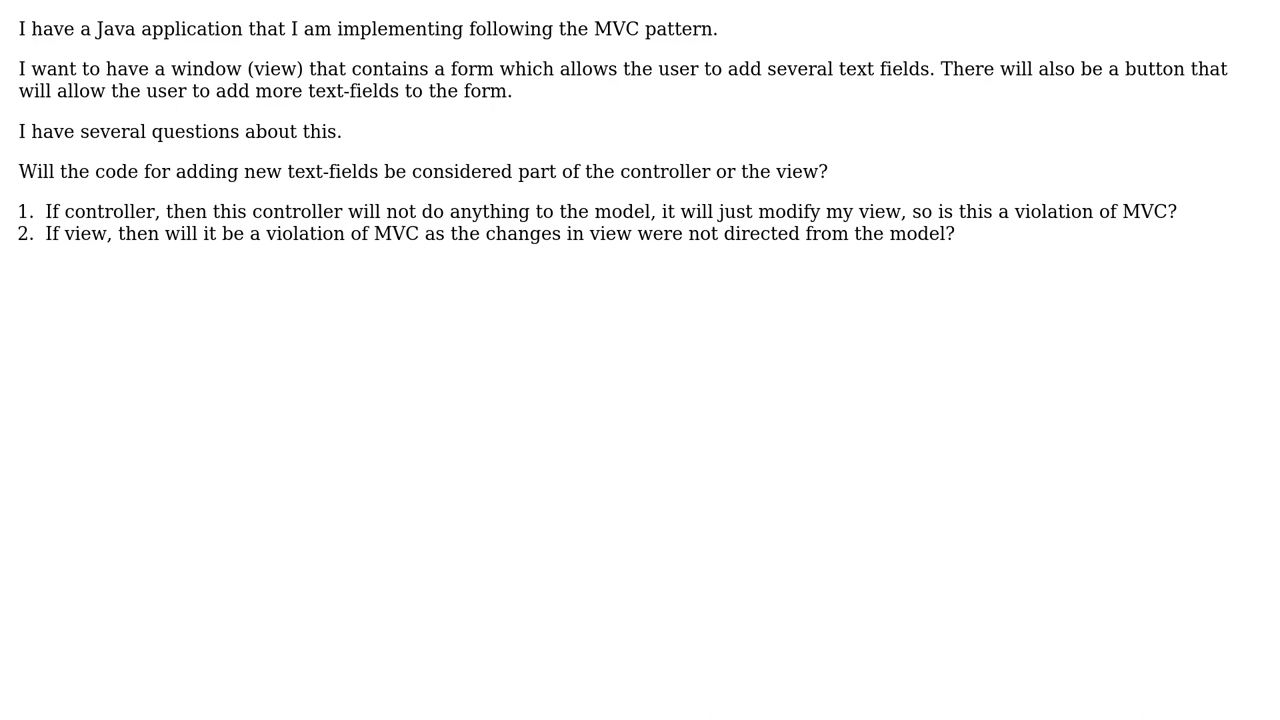 I have a Java application that I am implementing following the MVC pattern.
I want to have a window (view) that contains a form which allows the user to add several text fields. There will also be a button that
will allow the user to add more text-fields to the form.
I have several questions about this.
Will the code for adding new text-fields be considered part of the controller or the view?
1. If controller, then this controller will not do anything to the model, it will just modify my view, so is this a violation of MVC?
2. If view, then will it be a violation of MVC as the changes in view were not directed from the model?